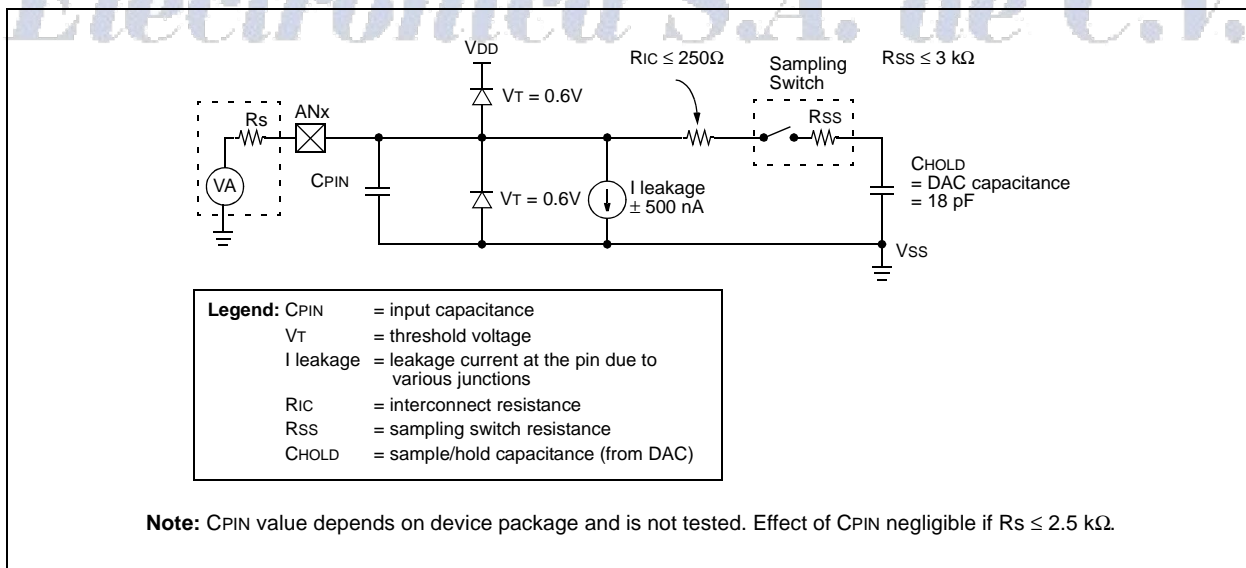 Electrónica S.A. de C.V.
VDD
RIC ≤ 250Ω
Sampling
Switch
RSS ≤ 3 kΩ
VT = 0.6V
ANx
Rs
RSS
VA
CPIN
VT = 0.6V
I leakage
± 500 nA
CHOLD
= DAC capacitance
= 18 pF
VSS
Legend: CPIN = input capacitance
VT = threshold voltage
I leakage = leakage current at the pin due to
various junctions
RIC = interconnect resistance
RSS = sampling switch resistance
CHOLD = sample/hold capacitance (from DAC)
Note: CPIN value depends on device package and is not tested. Effect of CPIN negligible if Rs ≤ 2.5 kΩ.